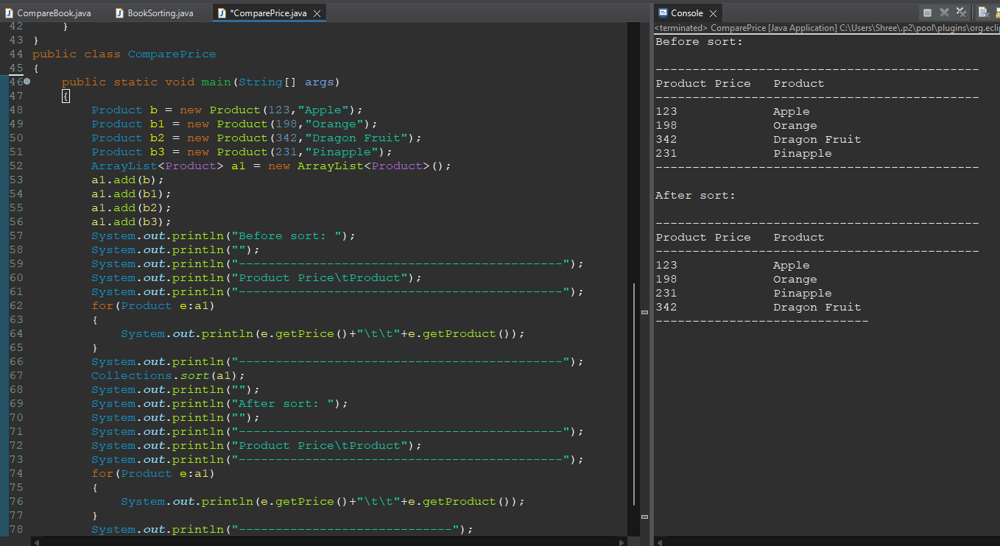 CompareBook.java BookSorting.java *ComparePrice.java
42 }
43 }
44 public class ComparePrice
45 {
46 public static void main(String[] args)
47 {
48 Product b = new Product(123,"Apple");
49 Product b1 = new Product(198,"Orange");
50 Product b2 = new Product(342,"Dragon Fruit");
51 Product b3 = new Product(231,"Pinapple");
52 ArrayList<Product> a1 = new ArrayList<Product>();
53 a1.add(b);
54 a1.add(b1);
55 a1.add(b2);
56 a1.add(b3);
57 System.out.println("Before sort: ");
58 System.out.println("");
59 System.out.println("--------------------------------------------");
60 System.out.println("Product Price\tProduct");
61 System.out.println("--------------------------------------------");
62 for(Product e:a1)
63 {
64 System.out.println(e.getPrice()+"\t\t"+e.getProduct());
65 }
66 System.out.println("--------------------------------------------");
67 Collections.sort(a1);
68 System.out.println("");
69 System.out.println("After sort: ");
70 System.out.println("");
71 System.out.println("--------------------------------------------");
72 System.out.println("Product Price\tProduct");
73 System.out.println("--------------------------------------------");
74 for(Product e:a1)
75 {
76 System.out.println(e.getPrice()+"\t\t"+e.getProduct());
77 }
78 System.out.println("-----------------------------");
Console
<terminated> ComparePrice [Java Application] C:\Users\Shree\.p2\pool\plugins\org.eclip
Before sort:
--------------------------------------------
Product Price Product
--------------------------------------------
123 Apple
198 Orange
342 Dragon Fruit
231 Pinapple
--------------------------------------------
After sort:
--------------------------------------------
Product Price Product
--------------------------------------------
123 Apple
198 Orange
231 Pinapple
342 Dragon Fruit
-----------------------------